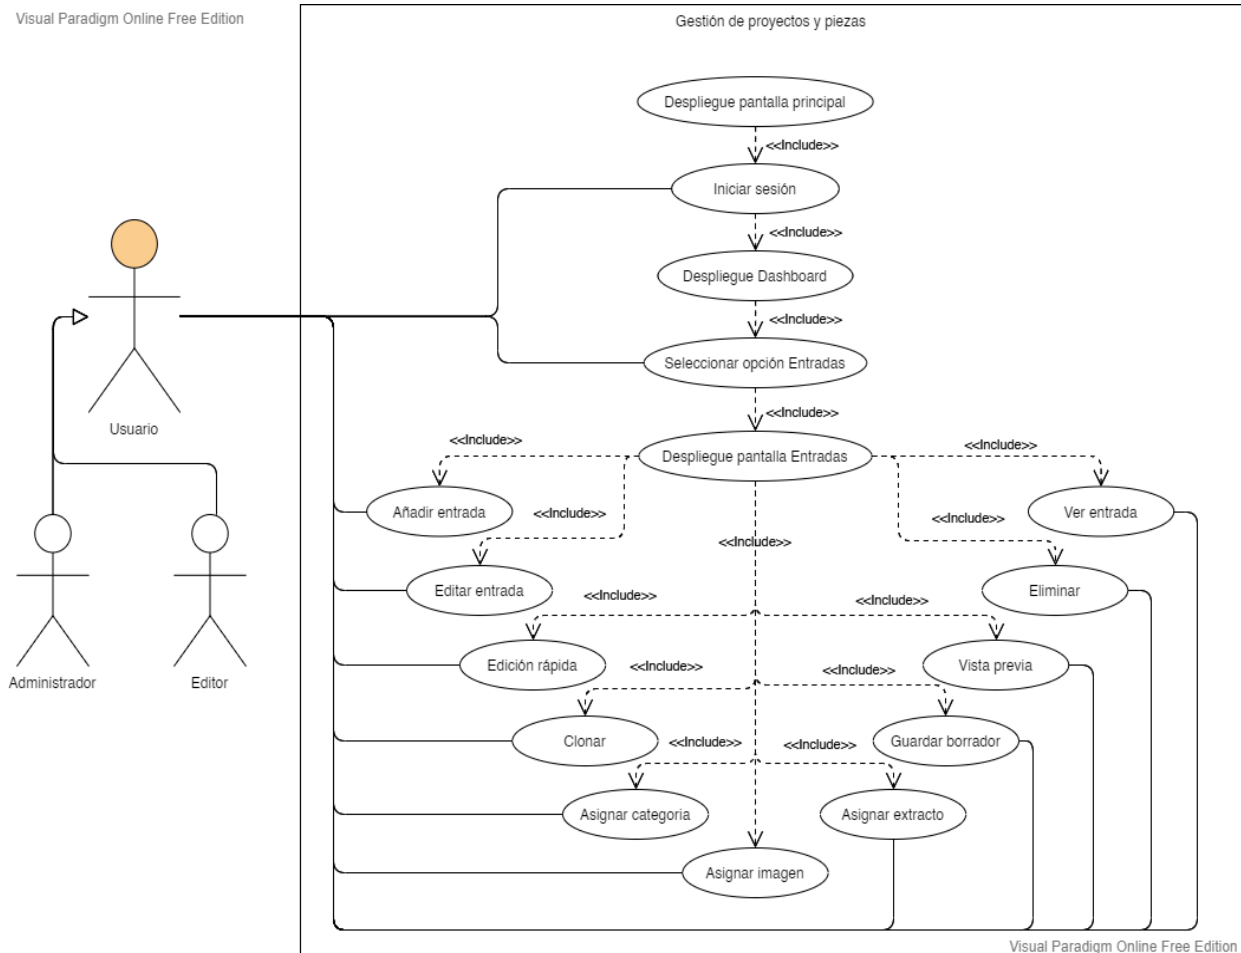 Visual Paradigm Online Free Edition
Gestión de proyectos y piezas
Despliegue pantalla principal
<<Include>>
Iniciar sesión
<<Include>>
Despliegue Dashboard
<<Include>>
Seleccionar opción Entradas
<<Include>>
Usuario
<<Include>>
Despliegue pantalla Entradas
<<Include>>
Añadir entrada
<<Include>>
<<Include>>
Ver entrada
<<Include>>
Editar entrada
Eliminar
<<Include>>
<<Include>>
Edición rápida
<<Include>>
Vista previa
<<Include>>
Administrador
Editor
Clonar
<<Include>>
<<Include>>
Guardar borrador
Asignar categoria
Asignar extracto
Asignar imagen
Visual Paradigm Online Free Edition